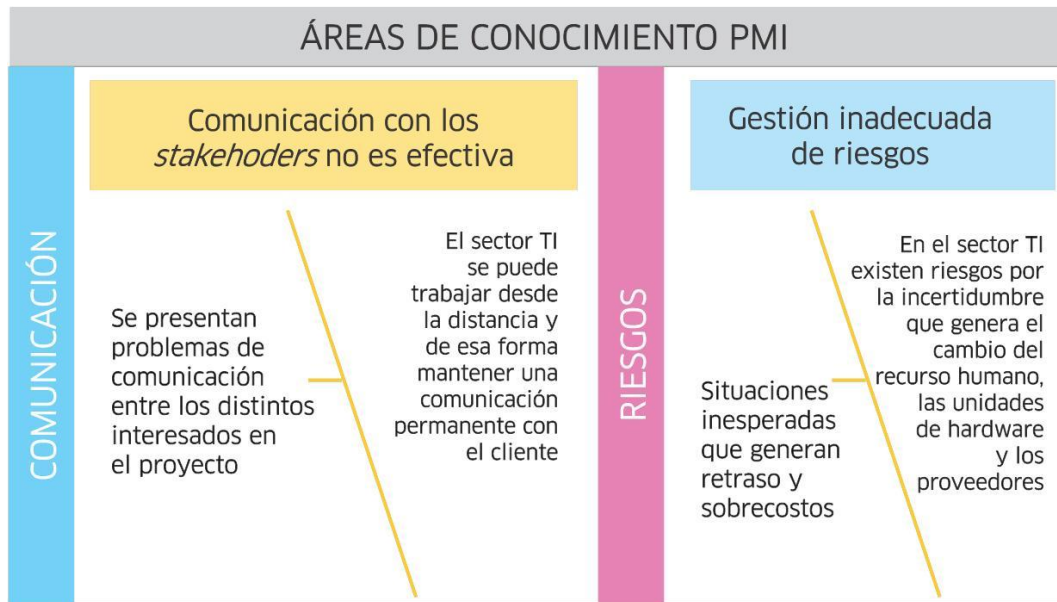 ÁREAS DE CONOCIMIENTO PMI
COMUNICACIÓN
Comunicación con los
stakehoders no es efectiva
Se presentan
problemas de
comunicación
entre los distintos
interesados en
el proyecto
El sector TI
se puede
trabajar desde
la distancia y
de esa forma
mantener una
comunicación
permanente con
el cliente
RIESGOS
Gestión inadecuada
de riesgos
Situaciones
inesperadas
que generan
retraso y
sobrecostos
En el sector TI
existen riesgos por
la incertidumbre
que genera el
cambio del
recurso humano,
las unidades
de hardware
y los
proveedores